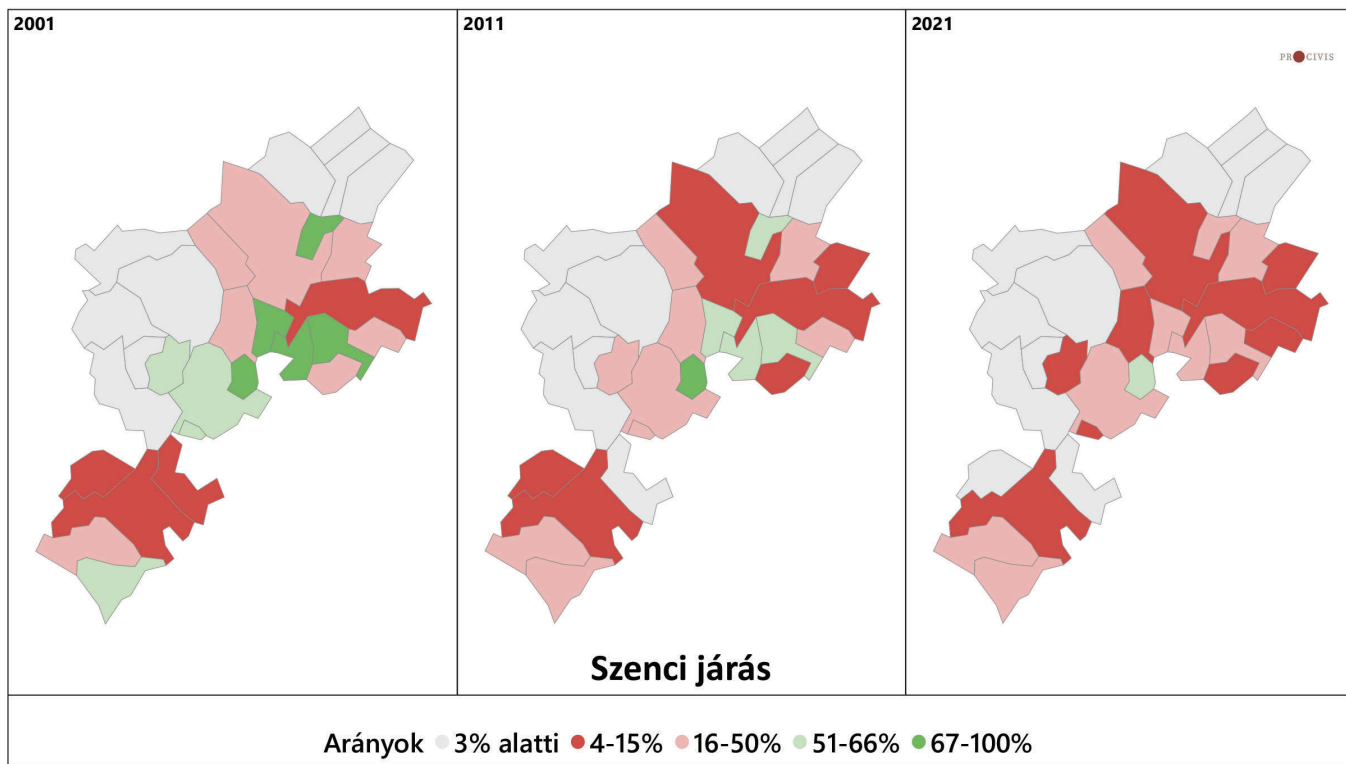 2001
2011
2021
PROCIVIS
Szenci járás
Arányok 3% alatti 4-15% 16-50% 51-66% 67-100%